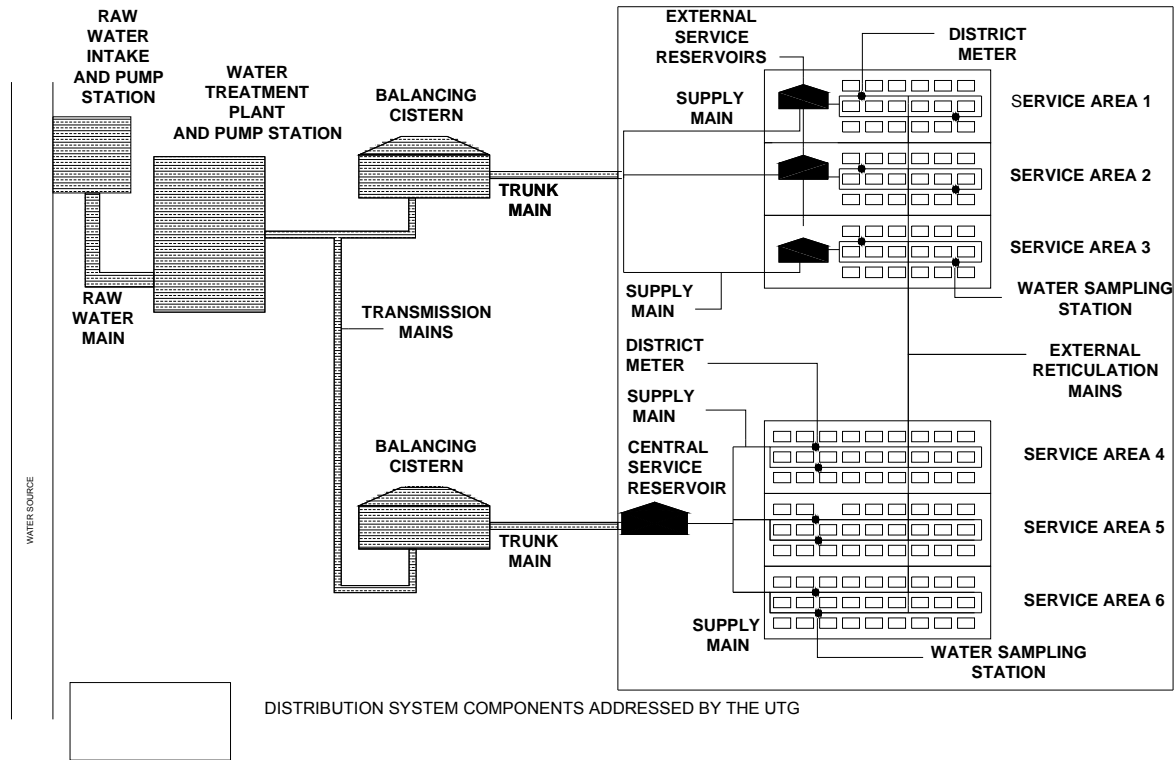 RAW
WATER
INTAKE
AND PUMP
STATION
WATER
TREATMENT
PLANT
AND PUMP STATION
BALANCING
CISTERN
TRUNK
MAIN
EXTERNAL
SERVICE
RESERVOIRS
DISTRICT
METER
SUPPLY
MAIN
SERVICE AREA 1
SERVICE AREA 2
SERVICE AREA 3
RAW
WATER
MAIN
TRANSMISSION
MAINS
SUPPLY
MAIN
WATER SAMPLING
STATION
DISTRICT
METER
EXTERNAL
RETICULATION
MAINS
SUPPLY
MAIN
BALANCING
CISTERN
CENTRAL
SERVICE
RESERVOIR
TRUNK
MAIN
SERVICE AREA 4
SERVICE AREA 5
SERVICE AREA 6
SUPPLY
MAIN
WATER SAMPLING
STATION
WATER SOURCE
DISTRIBUTION SYSTEM COMPONENTS ADDRESSED BY THE UTG